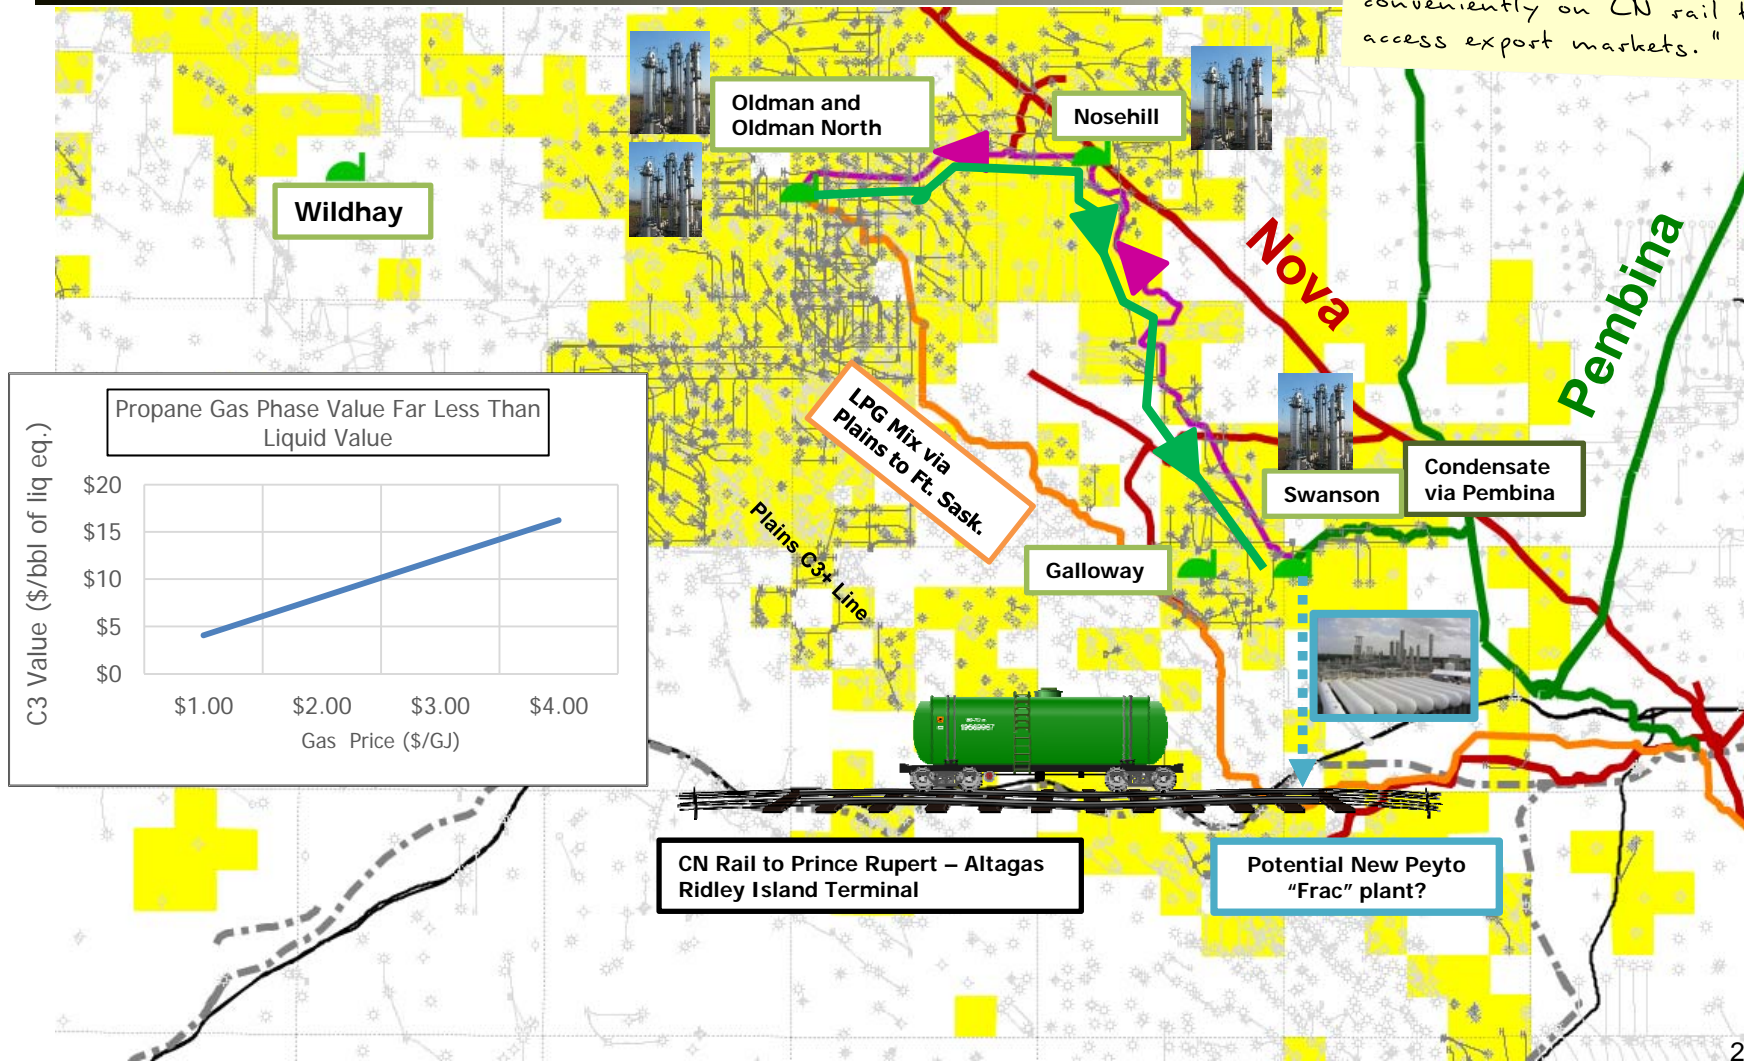 conveniently on CN rail
access export markets."
Oldman and
Oldman North
Nosehill
Wildhay
Nova
Pembina
LPG Mix via
Plains to Ft. Sask.
Plains C3+ Line
Swanson
Condensate
via Pembina
Galloway
Propane Gas Phase Value Far Less Than
Liquid Value
C3 Value ($/bbl of liq eq.)
$20
$15
$10
$5
$0
$1.00 $2.00 $3.00 $4.00
Gas Price ($/GJ)
CN Rail to Prince Rupert – Altagas
Ridley Island Terminal
Potential New Peyto
“Frac” plant?
2